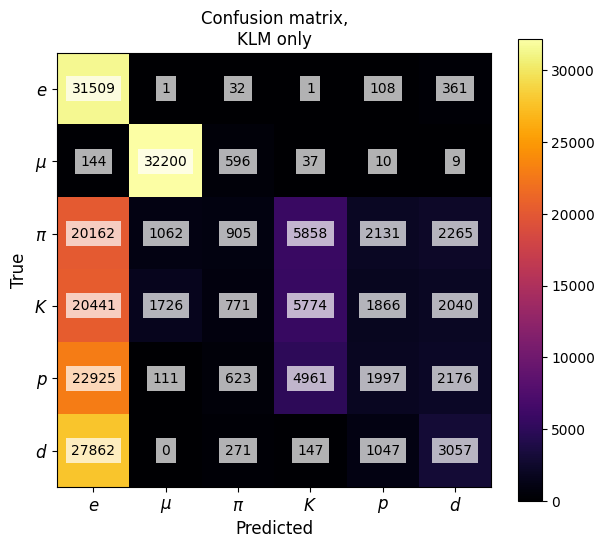 Confusion matrix,
KLM only
True
e 31509 1 32 1 108 361
μ 144 32200 596 37 10 9
π 20162 1062 905 5858 2131 2265
K 20441 1726 771 5774 1866 2040
p 22925 111 623 4961 1997 2176
d 27862 0 271 147 1047 3057
e μ π K p d
Predicted
30000
25000
20000
15000
10000
5000
0